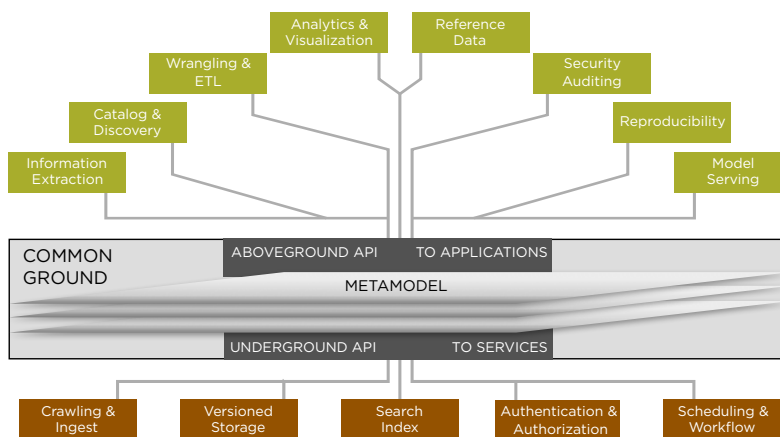 Analytics &
Visualization
Reference
Data
Wrangling &
ETL
Security
Auditing
Catalog &
Discovery
Reproducibility
Information
Extraction
Model
Serving
COMMON
GROUND
ABOVEGROUND API TO APPLICATIONS
METAMODEL
UNDERGROUND API TO SERVICES
Crawling &
Ingest
Versioned
Storage
Search
Index
Authentication &
Authorization
Scheduling &
Workflow